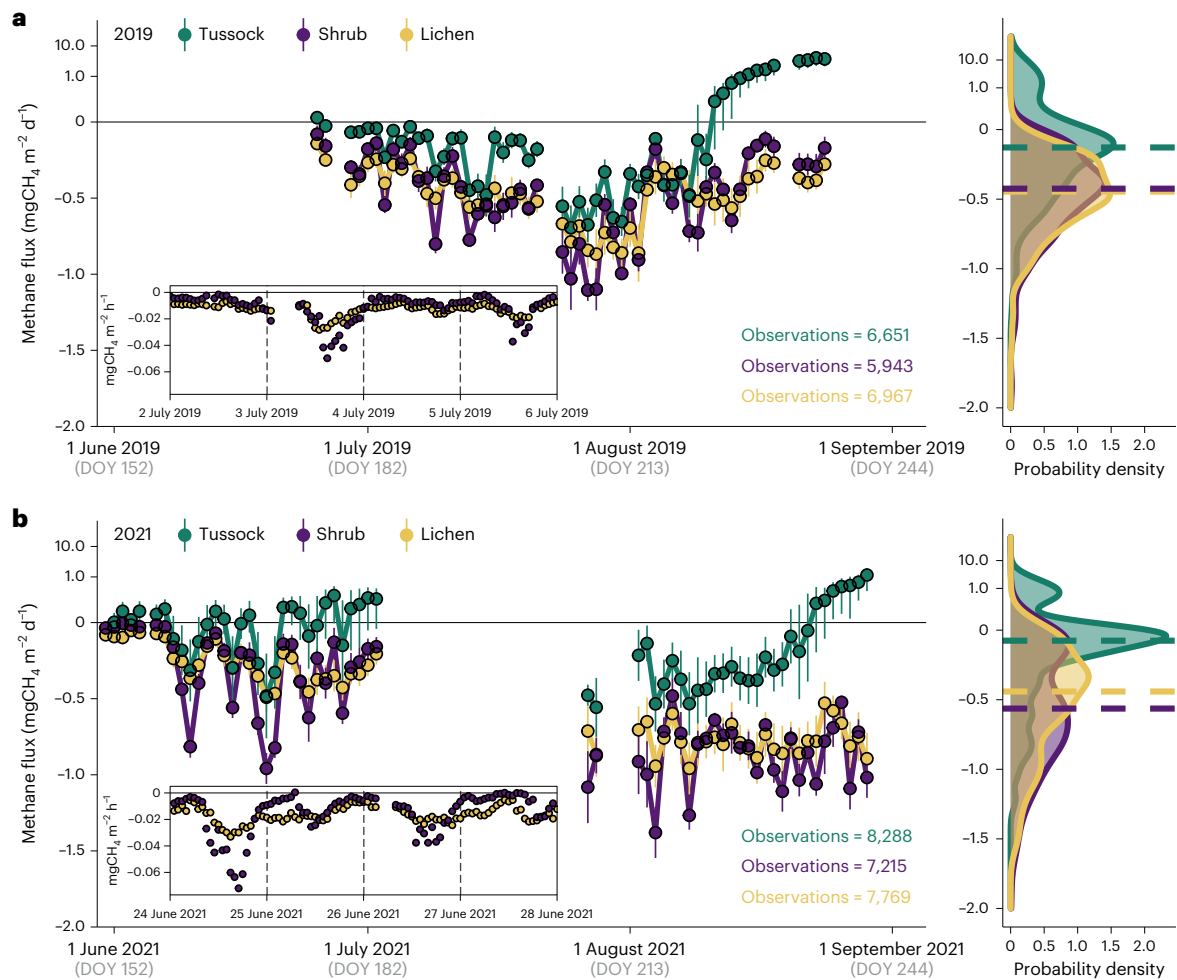 a
2019 Tussock Shrub Lichen
Methane flux (mgCH4 m−2 d−1)
10.0
1.0
0
−0.5
−1.0
−1.5
−2.0
mgCH4 m−2 h−1
0
−0.02
−0.04
−0.06
2 July 2019 3 July 2019 4 July 2019 5 July 2019 6 July 2019
Observations = 6,651
Observations = 5,943
Observations = 6,967
1 June 2019 1 July 2019 1 August 2019 1 September 2019
(DOY 152) (DOY 182) (DOY 213) (DOY 244)
10.0
1.0
0
−0.5
−1.0
−1.5
−2.0
0 0.5 1.0 1.5 2.0
Probability density
b
2021 Tussock Shrub Lichen
Methane flux (mgCH4 m−2 d−1)
10.0
1.0
0
−0.5
−1.0
−1.5
−2.0
mgCH4 m−2 h−1
0
−0.02
−0.04
−0.06
24 June 2021 25 June 2021 26 June 2021 27 June 2021 28 June 2021
Observations = 8,288
Observations = 7,215
Observations = 7,769
1 June 2021 1 July 2021 1 August 2021 1 September 2021
(DOY 152) (DOY 182) (DOY 213) (DOY 244)
10.0
1.0
0
−0.5
−1.0
−1.5
−2.0
0 0.5 1.0 1.5 2.0
Probability density